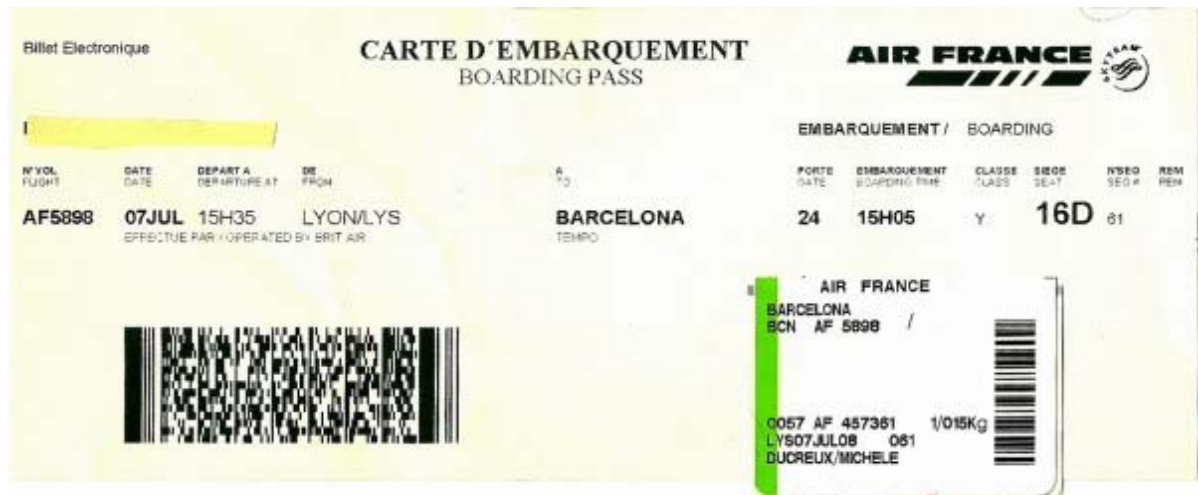 Billet Electronique
CARTE D´EMBARQUEMENT
BOARDING PASS
AIR FRANCE
SKYTEAM
EMBARQUEMENT / BOARDING
N°VOL DATE DEPART A DE A PORTE EMBARQUEMENT CLASSE SIEGE N°SEQ REM
FLIGHT DATE DEPARTURE AT FROM TO GATE BOARDING TIME CLASS SEAT SEQ # REM
AF5898 07JUL 15H35 LYON/LYS BARCELONA 24 15H05 Y 16D 61
EFFECTUE PAR / OPERATED BY BRIT AIR TEMPO
AIR FRANCE
BARCELONA
BCN AF 5898 /
0057 AF 457361 1/015Kg
LYS07JUL08 061
DUCREUX/MICHELE